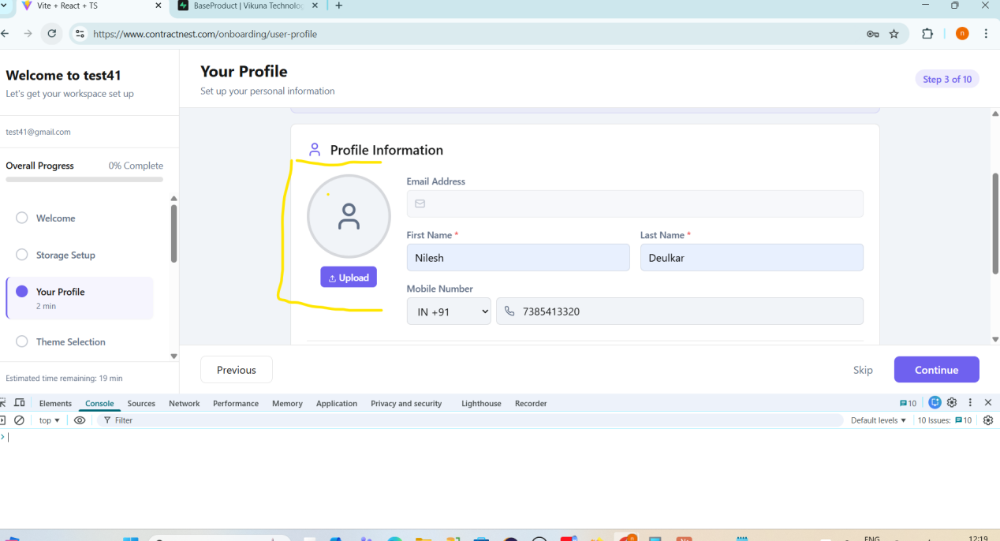 Vite + React + TS
BaseProduct | Vikuna Technolog
https://www.contractnest.com/onboarding/user-profile
n
Welcome to test41
Let's get your workspace set up
test41@gmail.com
Overall Progress 0% Complete
Welcome
Storage Setup
Your Profile
2 min
Theme Selection
Estimated time remaining: 19 min
Your Profile
Set up your personal information
Step 3 of 10
Profile Information
Upload
Email Address
First Name * Last Name *
Nilesh Deulkar
Mobile Number
IN +91 7385413320
Previous Skip Continue
Elements Console Sources Network Performance Memory Application Privacy and security Lighthouse Recorder 10
top Filter Default levels 10 Issues: 10
ENG 12:19